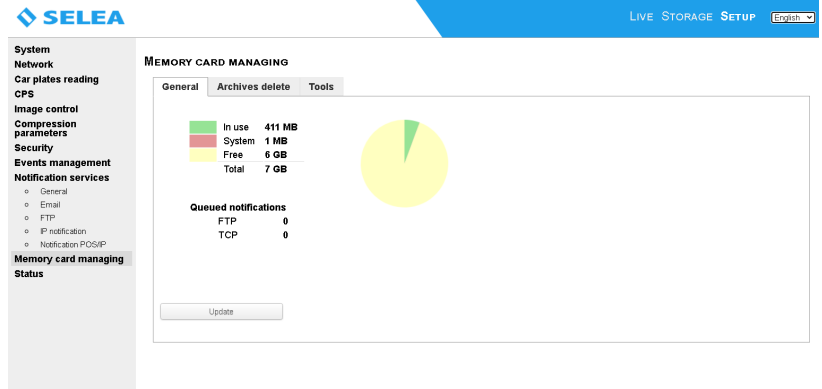 SELEA
LIVE STORAGE SETUP English
System
Network
Car plates reading
CPS
Image control
Compression
parameters
Security
Events management
Notification services
General
Email
FTP
IP notification
Notification POS/IP
Memory card managing
Status
MEMORY CARD MANAGING
General Archives delete Tools
In use 411 MB
System 1 MB
Free 6 GB
Total 7 GB
Queued notifications
FTP 0
TCP 0
Update